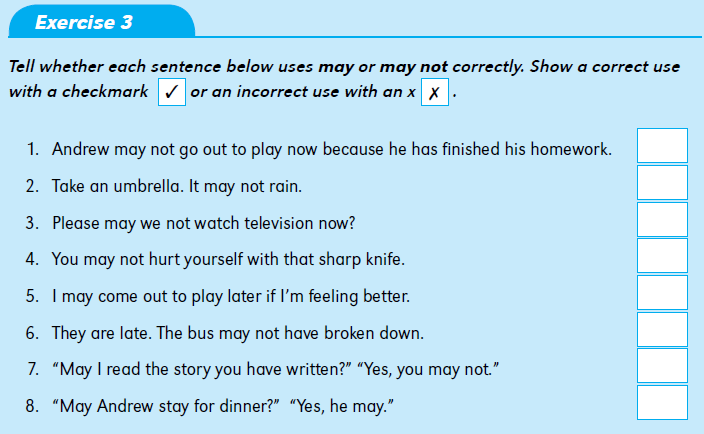 Exercise 3
Tell whether each sentence below uses may or may not correctly. Show a correct use
with a checkmark ✓ or an incorrect use with an x ✗ .
1. Andrew may not go out to play now because he has finished his homework.
2. Take an umbrella. It may not rain.
3. Please may we not watch television now?
4. You may not hurt yourself with that sharp knife.
5. I may come out to play later if I’m feeling better.
6. They are late. The bus may not have broken down.
7. “May I read the story you have written?” “Yes, you may not.”
8. “May Andrew stay for dinner?” “Yes, he may.”